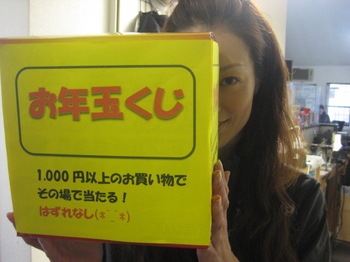 お年玉くじ
1.000円以上のお買い物で
その場で当たる！
はずれなし(*^_^*)